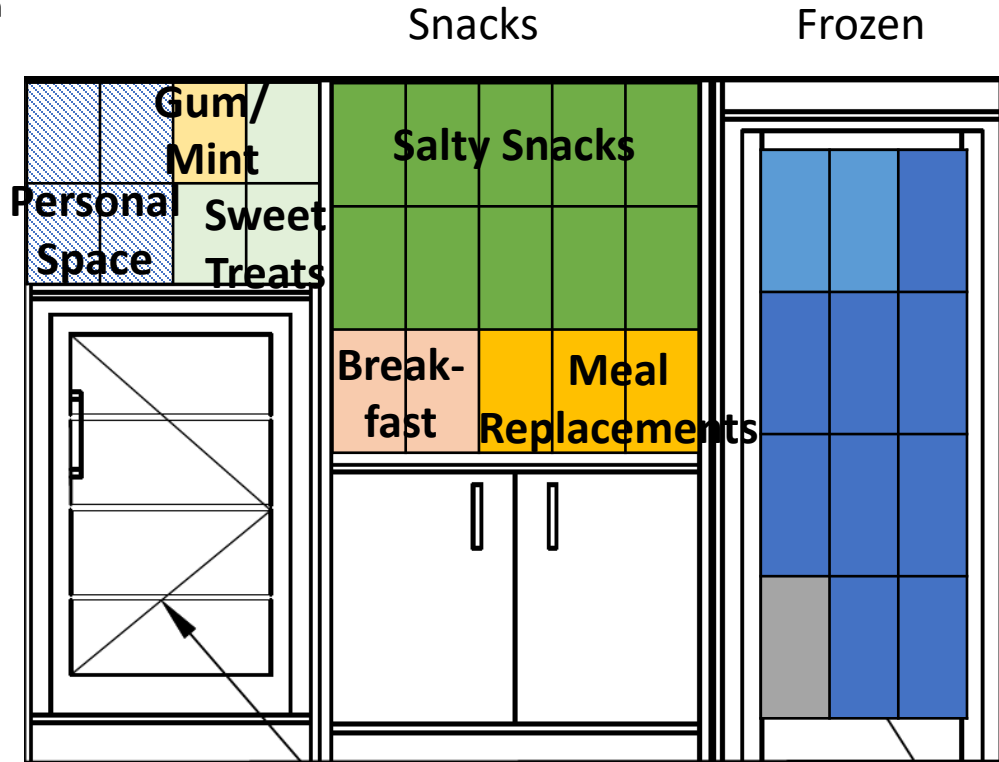 Snacks
Frozen
Gum/
Mint
Personal
Space
Sweet
Treats
Salty Snacks
Break-
fast
Meal
Replacements